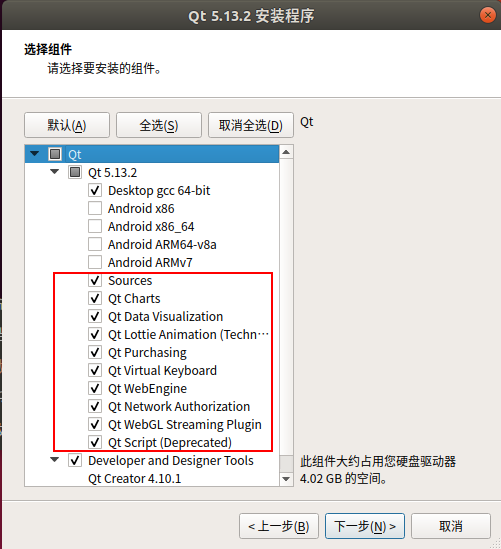 Qt 5.13.2 安装程序
选择组件
请选择要安装的组件。
默认(A)
全选(S)
取消全选(D)
Qt
Qt
Qt 5.13.2
Desktop gcc 64-bit
Android x86
Android x86_64
Android ARM64-v8a
Android ARMv7
Sources
Qt Charts
Qt Data Visualization
Qt Lottie Animation (Techn⋯
Qt Purchasing
Qt Virtual Keyboard
Qt WebEngine
Qt Network Authorization
Qt WebGL Streaming Plugin
Qt Script (Deprecated)
Developer and Designer Tools
Qt Creator 4.10.1
此组件大约占用您硬盘驱动器
4.02 GB 的空间。
< 上一步(B)
下一步(N) >
取消